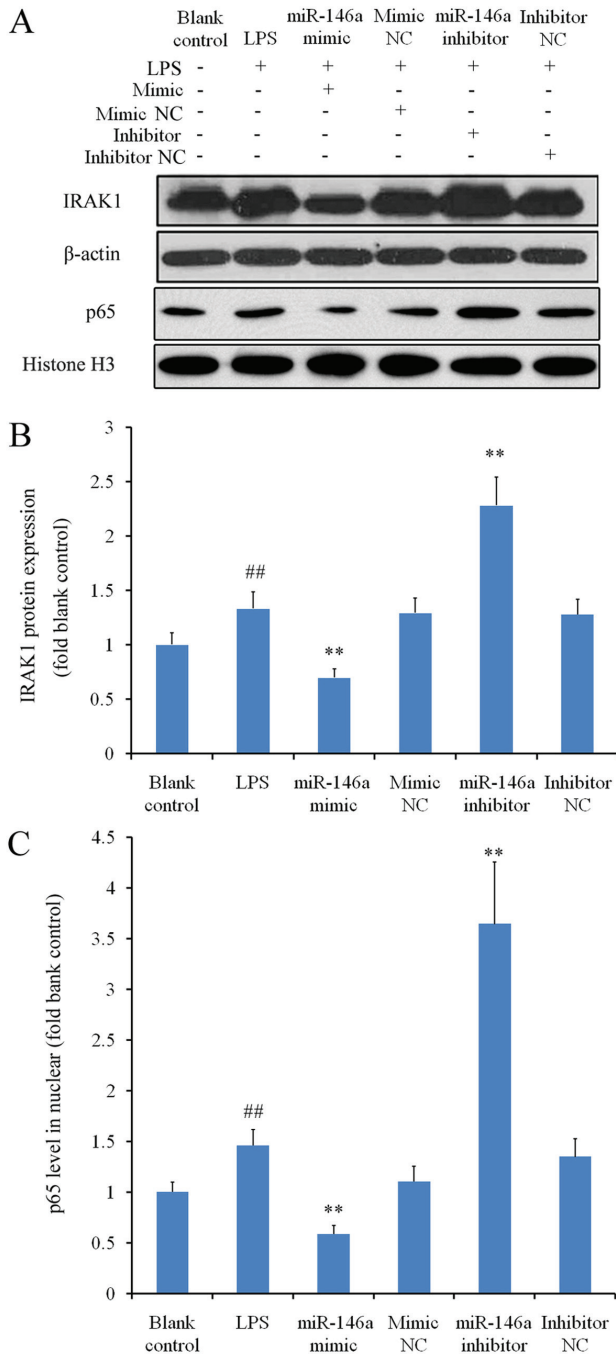 A
Blank control LPS miR-146a mimic Mimic NC miR-146a inhibitor Inhibitor NC
LPS - + + + + +
Mimic - - + - - -
Mimic NC - - - + - -
Inhibitor - - - - + -
Inhibitor NC - - - - - +
IRAK1
β-actin
p65
Histone H3
B
IRAK1 protein expression
(fold blank control)
3
2.5
2
1.5
1
0.5
0
##
**
**
Blank control LPS miR-146a mimic Mimic NC miR-146a inhibitor Inhibitor NC
C
p65 level in nuclear (fold bank control)
4.5
4
3.5
3
2.5
2
1.5
1
0.5
0
##
**
**
Blank control LPS miR-146a mimic Mimic NC miR-146a inhibitor Inhibitor NC